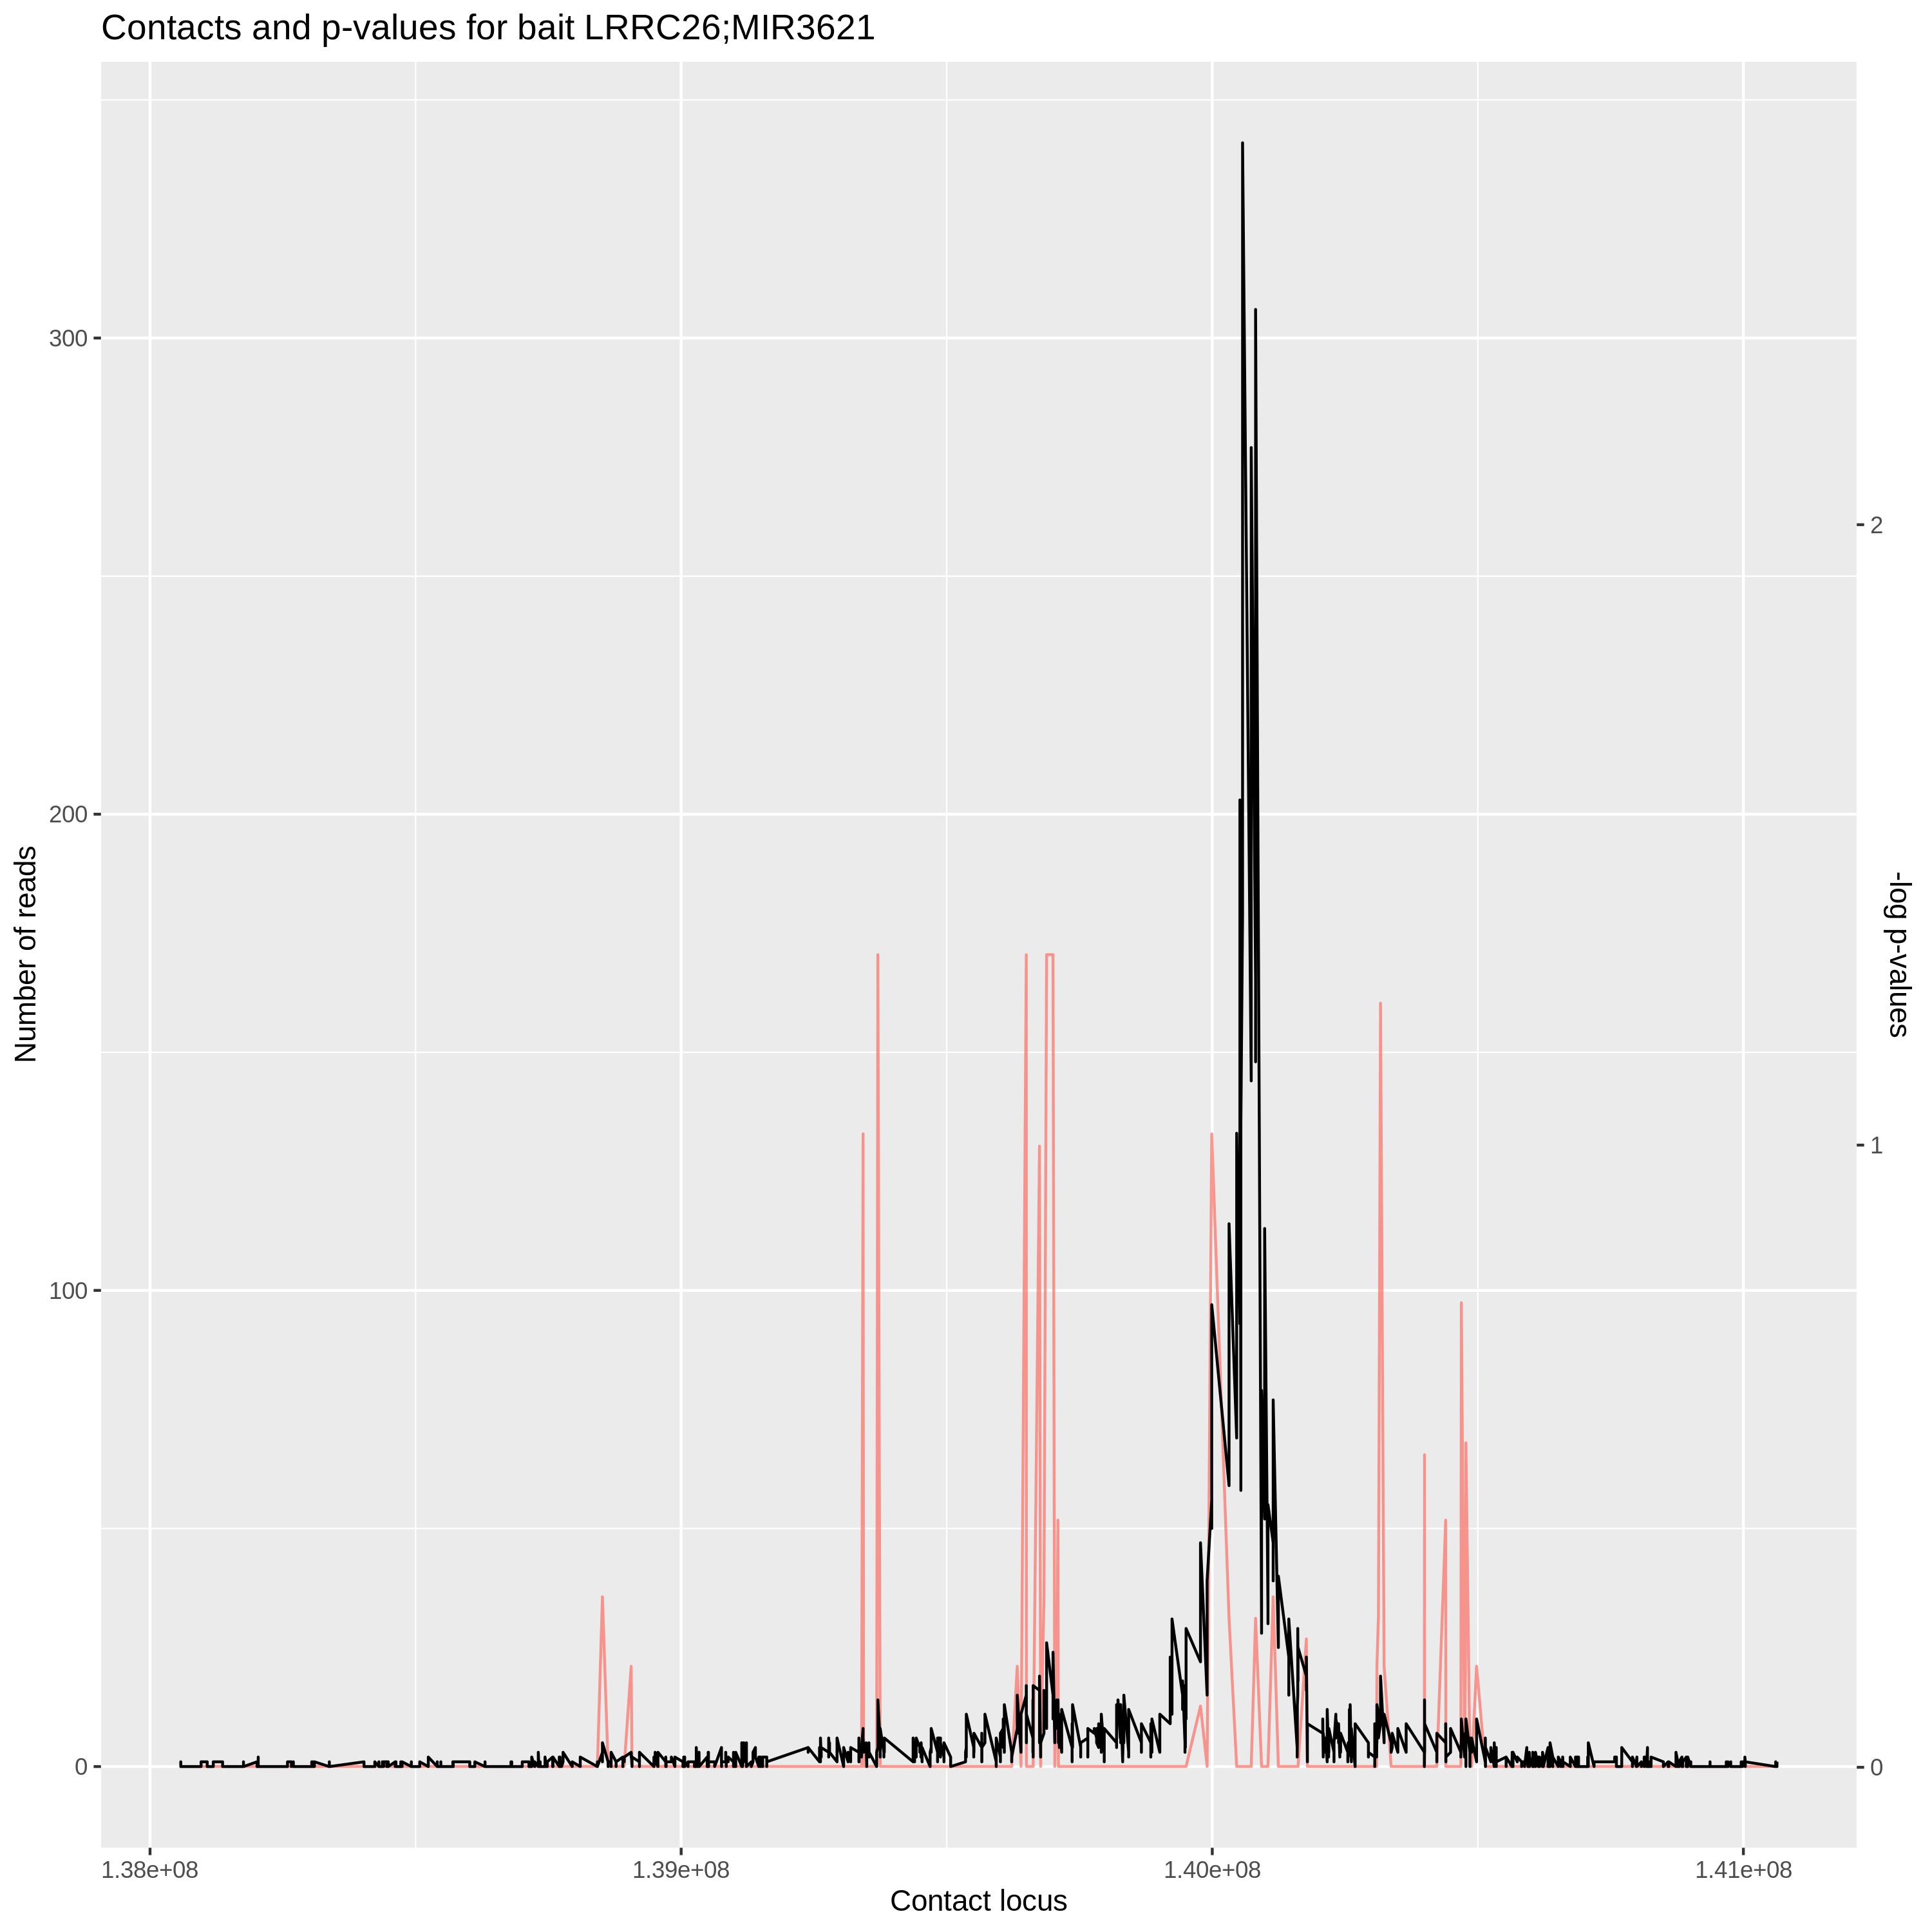 Contacts and p-values for bait LRRC26;MIR3621
300
200
100
0
Number of reads
2
1
0
-log p-values
1.38e+08
1.39e+08
1.40e+08
1.41e+08
Contact locus